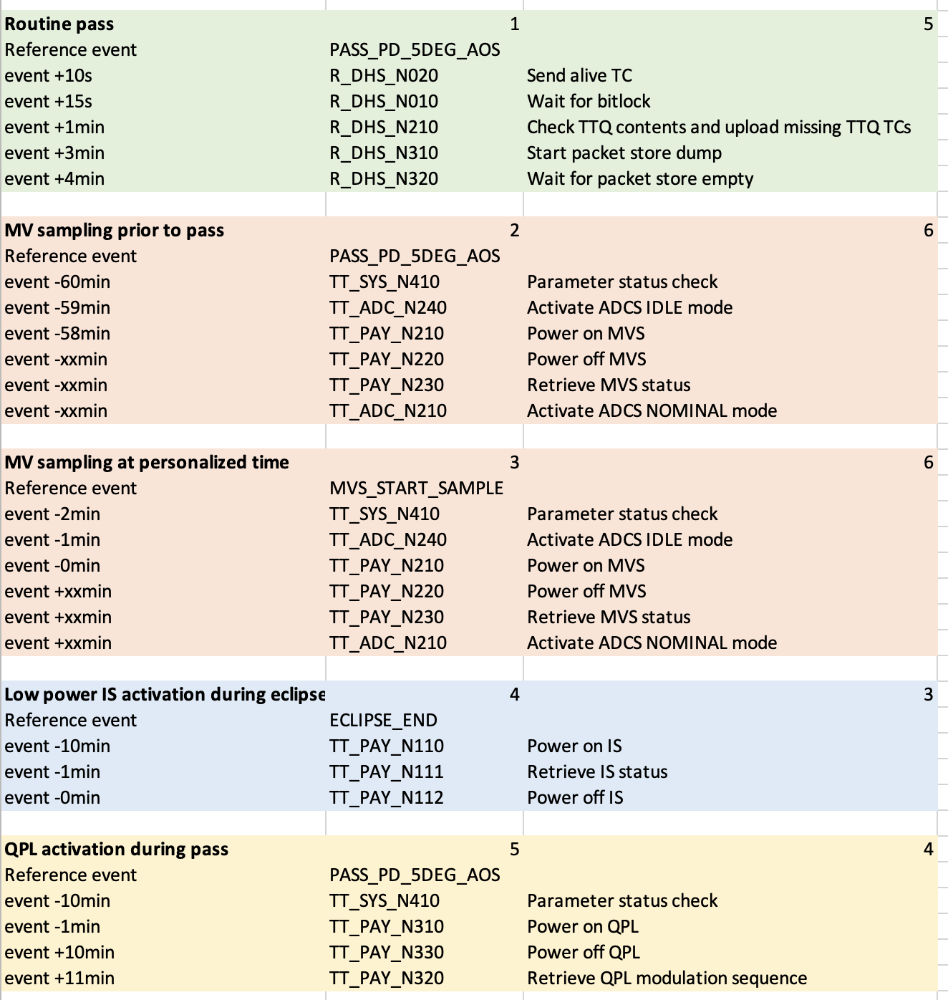 Routine pass 1 5
Reference event PASS_PD_5DEG_AOS
event +10s R_DHS_N020 Send alive TC
event +15s R_DHS_N010 Wait for bitlock
event +1min R_DHS_N210 Check TTQ contents and upload missing TTQ TCs
event +3min R_DHS_N310 Start packet store dump
event +4min R_DHS_N320 Wait for packet store empty
MV sampling prior to pass 2 6
Reference event PASS_PD_5DEG_AOS
event -60min TT_SYS_N410 Parameter status check
event -59min TT_ADC_N240 Activate ADCS IDLE mode
event -58min TT_PAY_N210 Power on MVS
event -xxmin TT_PAY_N220 Power off MVS
event -xxmin TT_PAY_N230 Retrieve MVS status
event -xxmin TT_ADC_N210 Activate ADCS NOMINAL mode
MV sampling at personalized time 3 6
Reference event MVS_START_SAMPLE
event -2min TT_SYS_N410 Parameter status check
event -1min TT_ADC_N240 Activate ADCS IDLE mode
event -0min TT_PAY_N210 Power on MVS
event +xxmin TT_PAY_N220 Power off MVS
event +xxmin TT_PAY_N230 Retrieve MVS status
event +xxmin TT_ADC_N210 Activate ADCS NOMINAL mode
Low power IS activation during eclipse 4 3
Reference event ECLIPSE_END
event -10min TT_PAY_N110 Power on IS
event -1min TT_PAY_N111 Retrieve IS status
event -0min TT_PAY_N112 Power off IS
QPL activation during pass 5 4
Reference event PASS_PD_5DEG_AOS
event -10min TT_SYS_N410 Parameter status check
event -1min TT_PAY_N310 Power on QPL
event +10min TT_PAY_N330 Power off QPL
event +11min TT_PAY_N320 Retrieve QPL modulation sequence